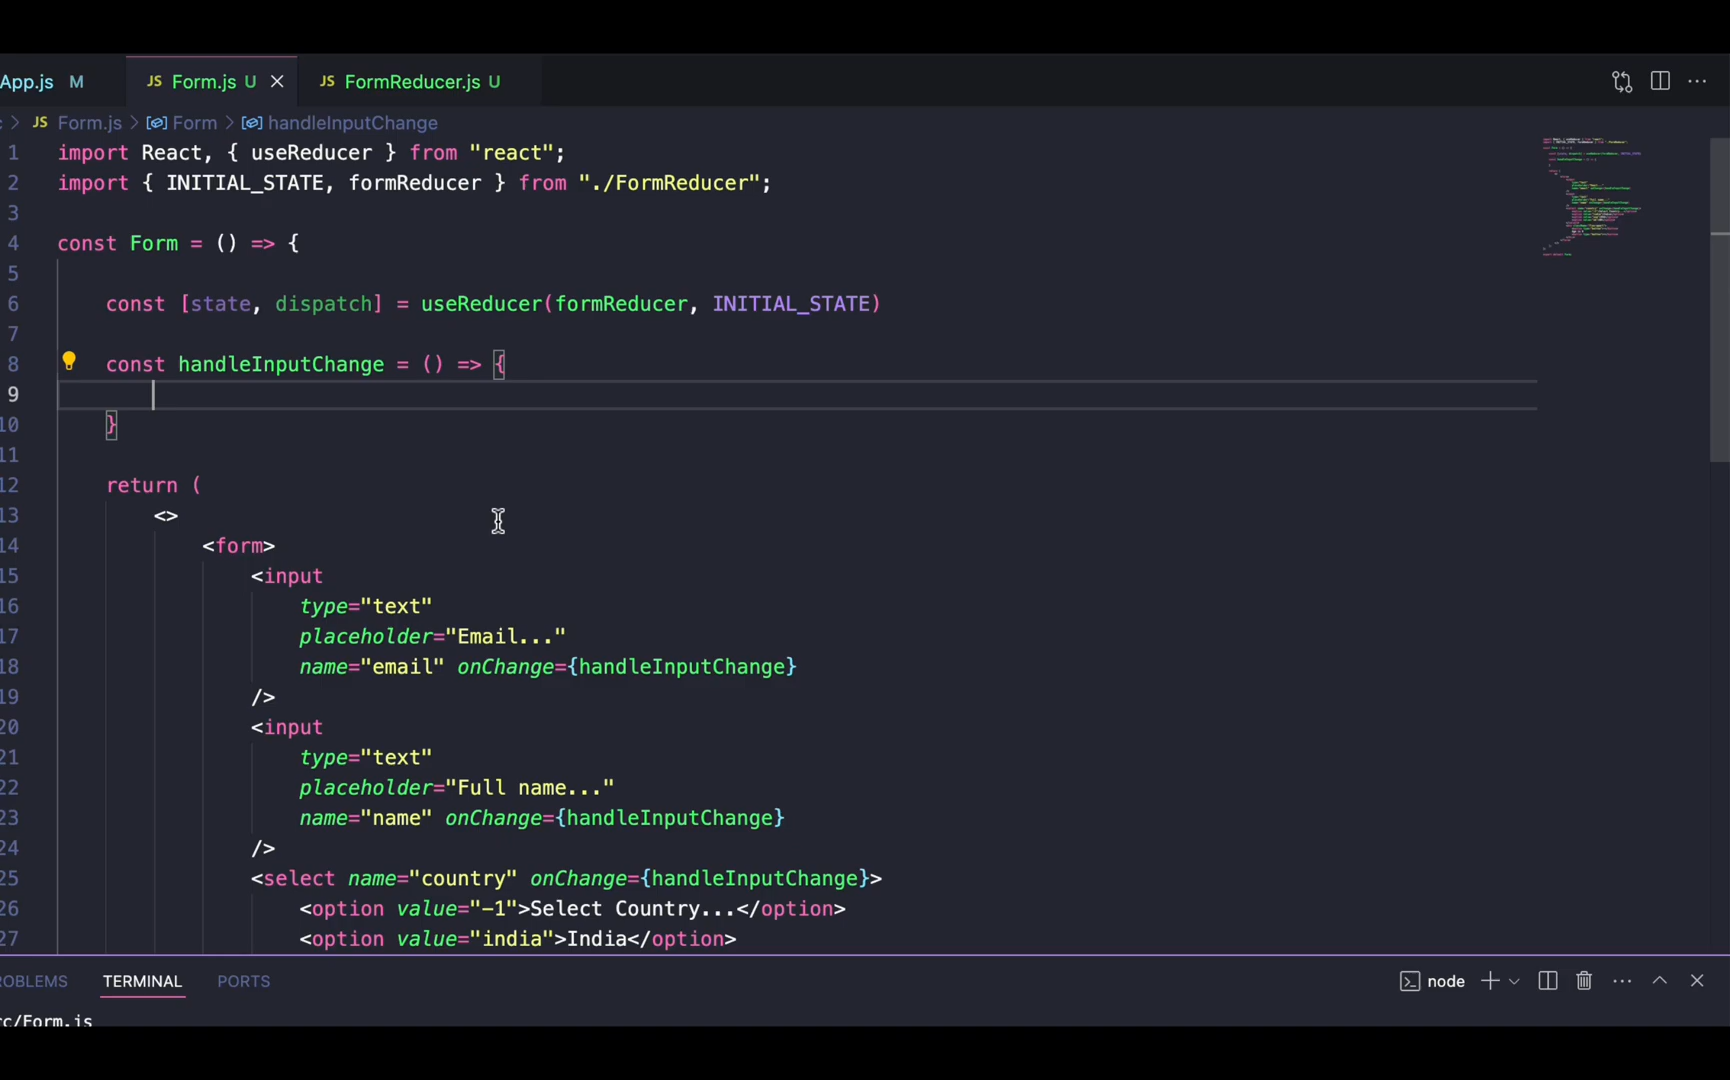 App.js M
JS Form.js U
JS FormReducer.js U
JS Form.js > Form > handleInputChange
1 import React, { useReducer } from "react";
2 import { INITIAL_STATE, formReducer } from "./FormReducer";
3
4 const Form = () => {
5
6 const [state, dispatch] = useReducer(formReducer, INITIAL_STATE)
7
8 const handleInputChange = () => {
9
10 }
11
12 return (
13 <>
14 <form>
15 <input
16 type="text"
17 placeholder="Email..."
18 name="email" onChange={handleInputChange}
19 />
20 <input
21 type="text"
22 placeholder="Full name..."
23 name="name" onChange={handleInputChange}
24 />
25 <select name="country" onChange={handleInputChange}>
26 <option value="-1">Select Country...</option>
27 <option value="india">India</option>
ROBLEMS TERMINAL PORTS node
rc/Form.js